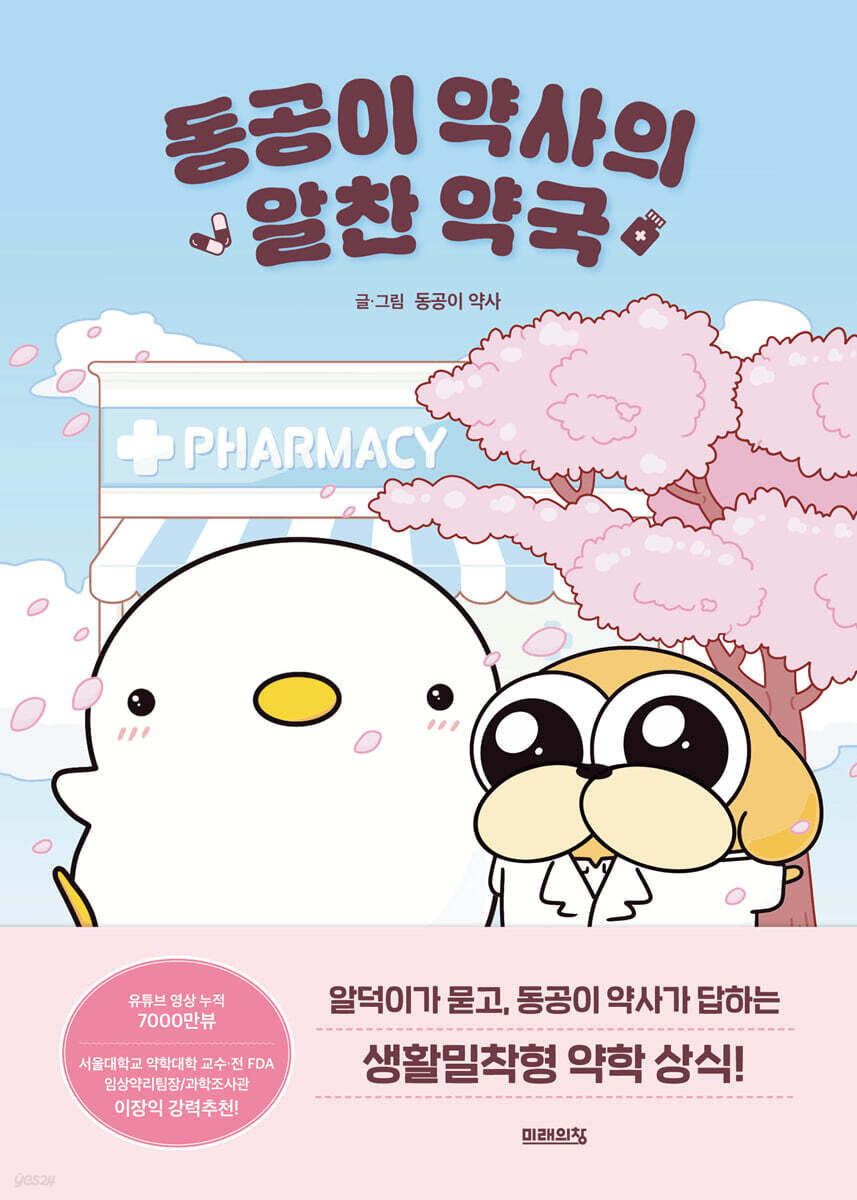 동공이 약사의
알찬 약국
글·그림 동공이 약사
PHARMACY
유튜브 영상 누적
7000만뷰
서울대학교 약학대학 교수·전 FDA
임상약리팀장/과학조사관
이장익 강력추천!
알덕이가 묻고, 동공이 약사가 답하는
생활밀착형 약학 상식!
미래의창
yes24